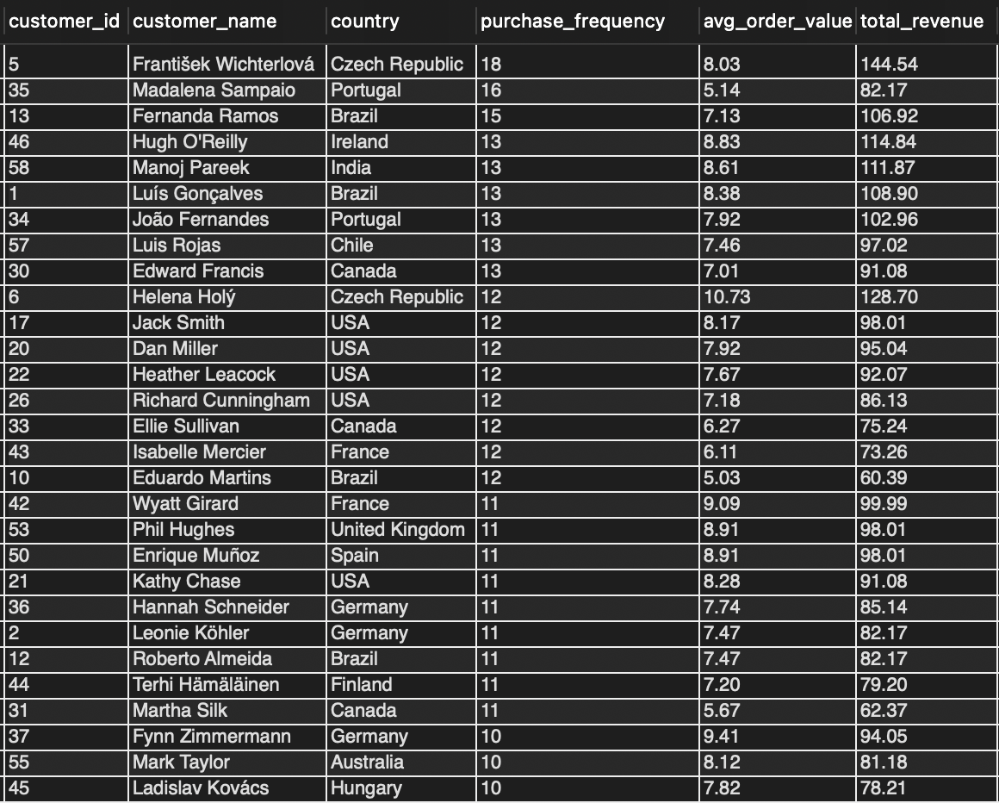 customer_id customer_name country purchase_frequency avg_order_value total_revenue
5 František Wichterlová Czech Republic 18 8.03 144.54
35 Madalena Sampaio Portugal 16 5.14 82.17
13 Fernanda Ramos Brazil 15 7.13 106.92
46 Hugh O'Reilly Ireland 13 8.83 114.84
58 Manoj Pareek India 13 8.61 111.87
1 Luís Gonçalves Brazil 13 8.38 108.90
34 João Fernandes Portugal 13 7.92 102.96
57 Luis Rojas Chile 13 7.46 97.02
30 Edward Francis Canada 13 7.01 91.08
6 Helena Holý Czech Republic 12 10.73 128.70
17 Jack Smith USA 12 8.17 98.01
20 Dan Miller USA 12 7.92 95.04
22 Heather Leacock USA 12 7.67 92.07
26 Richard Cunningham USA 12 7.18 86.13
33 Ellie Sullivan Canada 12 6.27 75.24
43 Isabelle Mercier France 12 6.11 73.26
10 Eduardo Martins Brazil 12 5.03 60.39
42 Wyatt Girard France 11 9.09 99.99
53 Phil Hughes United Kingdom 11 8.91 98.01
50 Enrique Muñoz Spain 11 8.91 98.01
21 Kathy Chase USA 11 8.28 91.08
36 Hannah Schneider Germany 11 7.74 85.14
2 Leonie Köhler Germany 11 7.47 82.17
12 Roberto Almeida Brazil 11 7.47 82.17
44 Terhi Hämäläinen Finland 11 7.20 79.20
31 Martha Silk Canada 11 5.67 62.37
37 Fynn Zimmermann Germany 10 9.41 94.05
55 Mark Taylor Australia 10 8.12 81.18
45 Ladislav Kovács Hungary 10 7.82 78.21